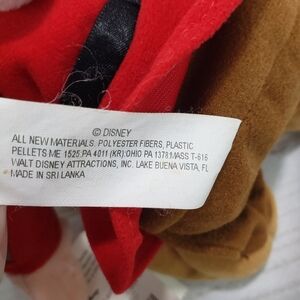 © DISNEY
ALL NEW MATERIALS: POLYESTER FIBERS, PLASTIC
PELLETS ME 1525 PA 4011 (KR) OHIO PA 13781 MASS T-616
WALT DISNEY ATTRACTIONS, INC. LAKE BUENA VISTA, FL
MADE IN SRI LANKA